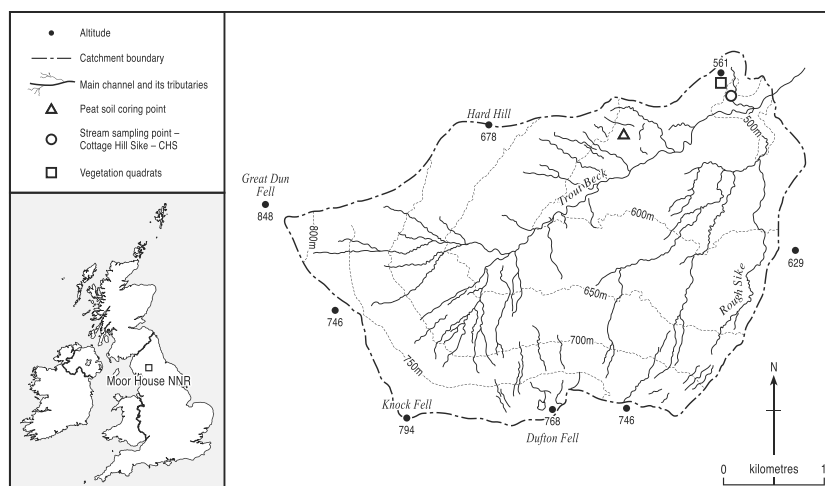 Altitude
Catchment boundary
Main channel and its tributaries
Peat soil coring point
Stream sampling point –
Cottage Hill Sike – CHS
Vegetation quadrats
Moor House NNR
561
Hard Hill
678
500m
Great Dun
Fell
848
Trout Beck
800m
600m
629
650m
Rough Sike
746
700m
750m
N
Knock Fell
794
768
746
Dufton Fell
0 kilometres 1